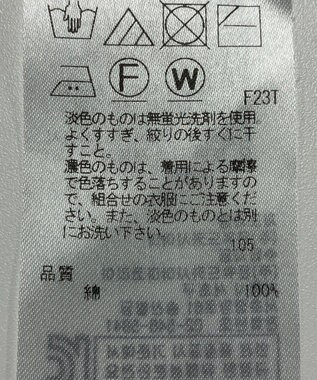 F W
F23T
淡色のものは無蛍光洗剤を使用。
よくすすぎ、絞りの後すぐに干
すこと。
濃色のものは、着用による摩擦
で色落ちすることがありますの
で、組合せの衣服にご注意くだ
さい。また、淡色のものとは別
にお洗い下さい。
105
品質
綿 100%